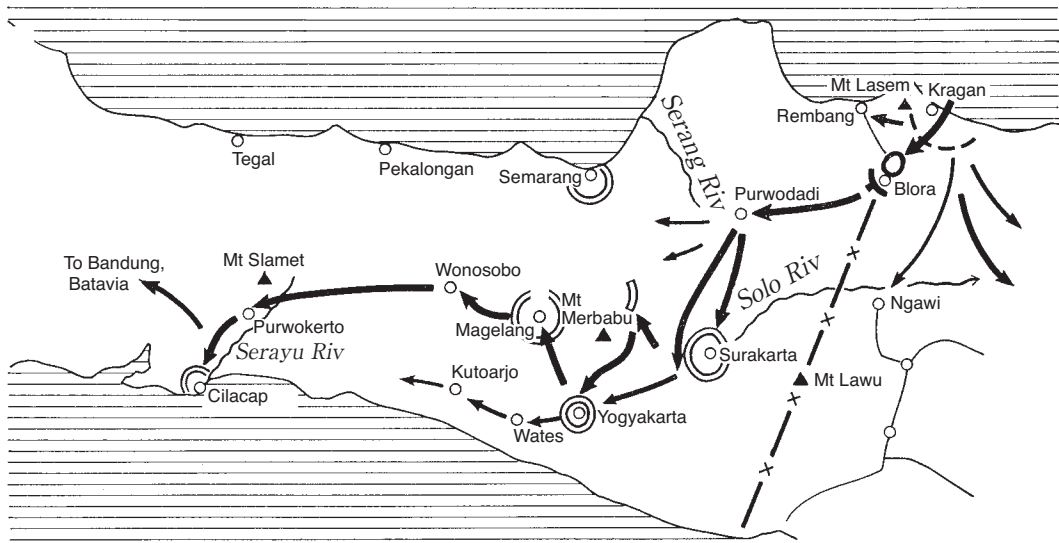 Mt Lasem
Kragan
Rembang
Tegal
Pekalongan
Semarang
Serang Riv
Purwodadi
Blora
To Bandung,
Batavia
Mt Slamet
Wonosobo
Solo Riv
Ngawi
Purwokerto
Magelang
Mt
Merbabu
Serayu Riv
Surakarta
Cilacap
Kutoarjo
Mt Lawu
Wates
Yogyakarta